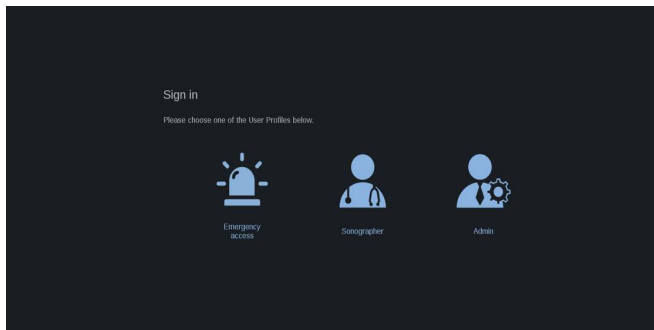 Sign in
Please choose one of the User Profiles below.
Emergency
access
Sonographer
Admin